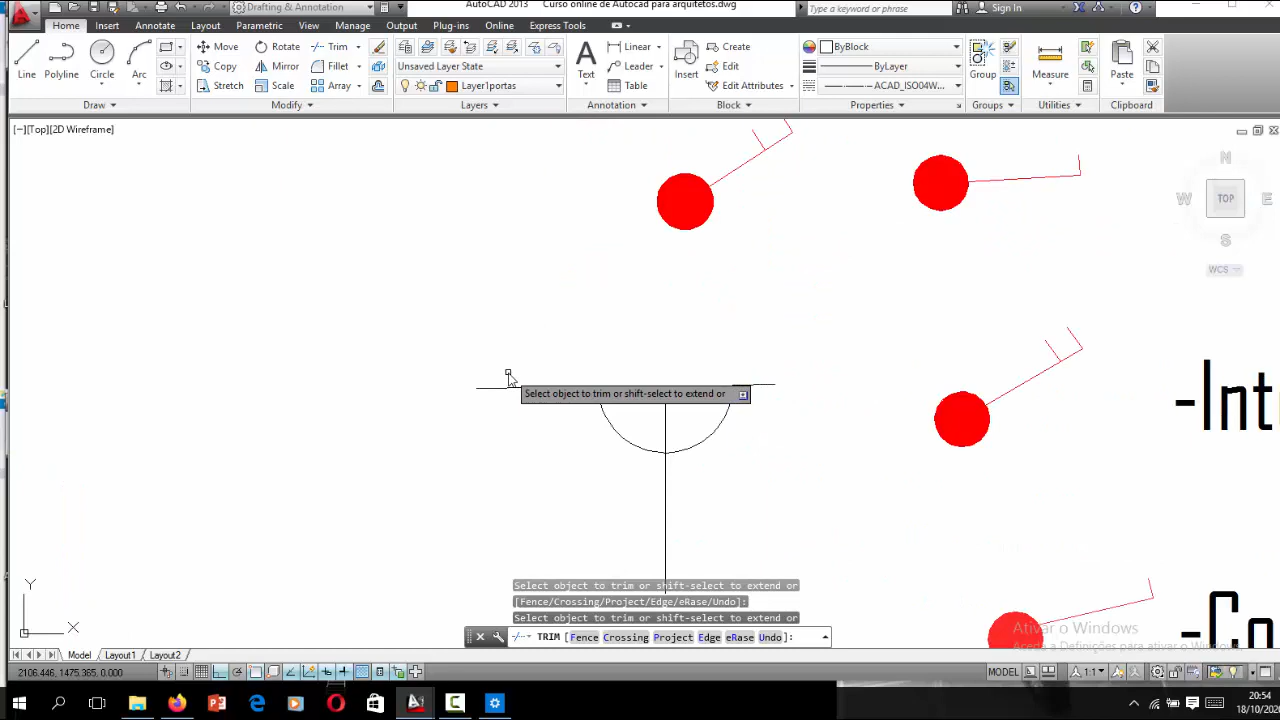 AutoCAD 2013 Curso online de Autocad para arquitetos.dwg
Drafting & Annotation
Type a keyword or phrase
Sign In
Home Insert Annotate Layout Parametric View Manage Output Plug-ins Online Express Tools
Line Polyline Circle Arc
Move Rotate Trim
Copy Mirror Fillet
Stretch Scale Array
Unsaved Layer State
Layer1portas
Text
Linear
Leader
Table
Insert
Create
Edit
Edit Attributes
ByBlock
ByLayer
ACAD_ISO04W...
Group
Measure
Paste
Draw Modify Layers Annotation Block Properties Groups Utilities Clipboard
[−][Top][2D Wireframe]
N
W TOP E
S
WCS
-Int
Select object to trim or shift-select to extend or
Y
X
Select object to trim or shift-select to extend or
[Fence/Crossing/Project/Edge/eRase/Undo]:
Select object to trim or shift-select to extend or
TRIM [Fence Crossing Project Edge eRase Undo]:
-Co
Ativar o Windows
Acesse Definições para ativar o Windows.
Model Layout1 Layout2
2106.446, 1475.365, 0.000
MODEL
1:1
20:54
18/10/20